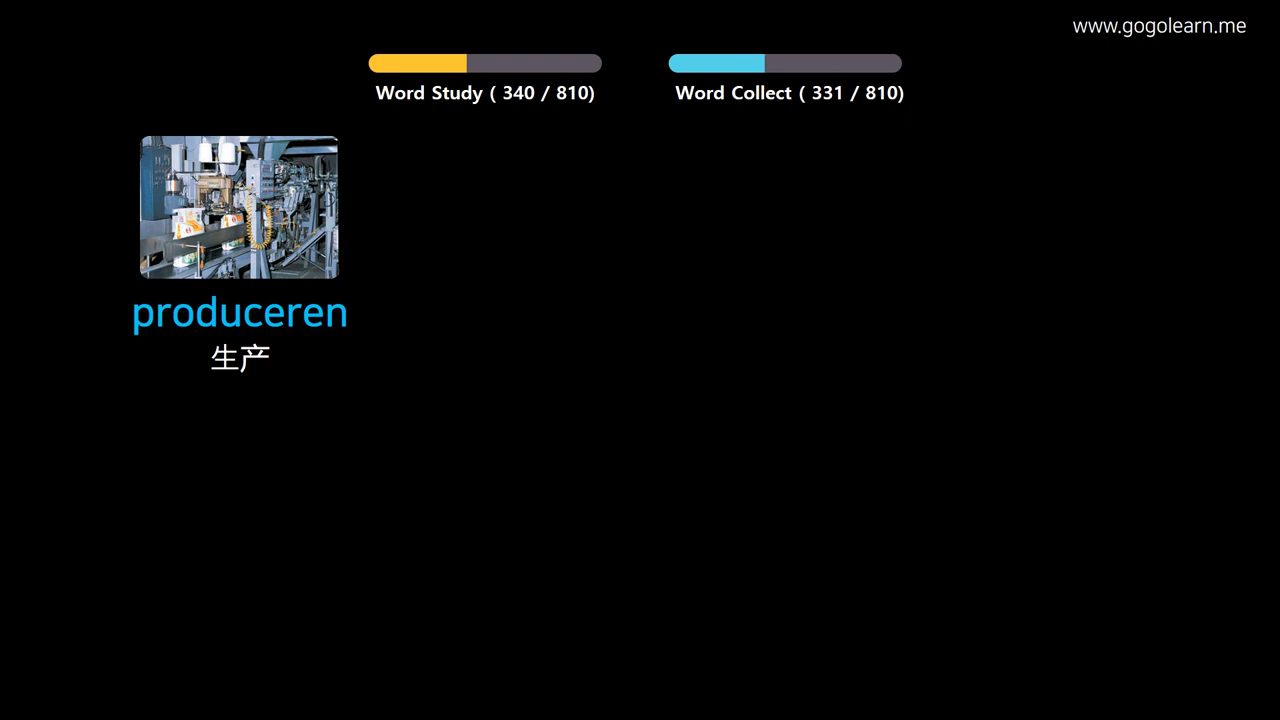 www.gogolearn.me
Word Study ( 340 / 810)
Word Collect ( 331 / 810)
produceren
生产